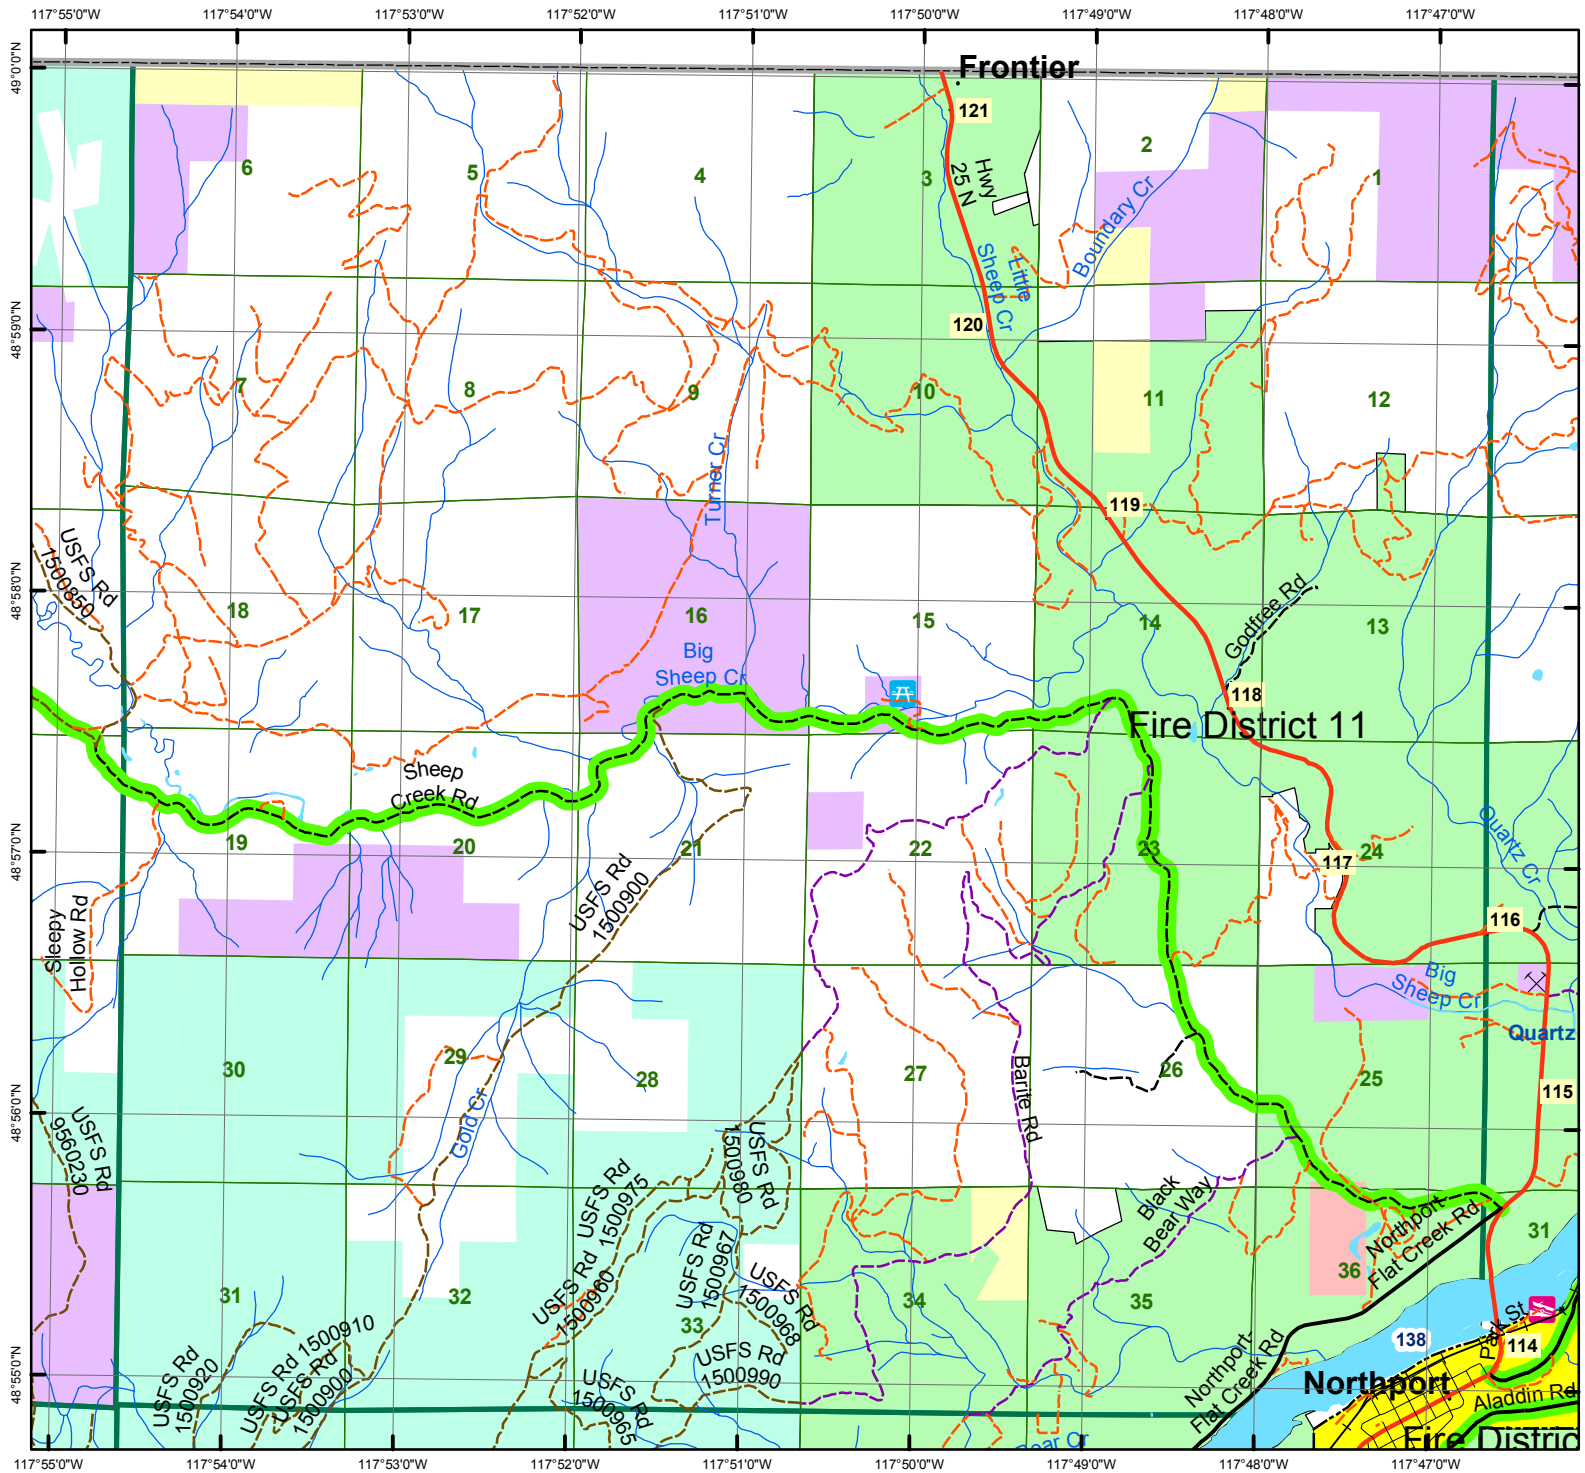 117°55'0"W 117°54'0"W 117°53'0"W 117°52'0"W 117°51'0"W 117°50'0"W 117°49'0"W 117°48'0"W 117°47'0"W
49°0'0"N
Frontier
121
6
5
4
3
Hwy
25 N
2
1
Boundary Cr
Little
Sheep Cr
48°59'0"N
120
7
8
9
10
11
12
Turner Cr
119
USFS Rd
1500850
48°58'0"N
18
17
16
15
14
13
Godfree Rd
Big
Sheep Cr
118
Fire District 11
Sheep
Creek Rd
48°57'0"N
19
20
21
22
23
24
117
Quartz Cr
USFS Rd
1500900
Sleepy
Hollow Rd
116
Big
Sheep Cr
Quartz
30
29
28
27
26
25
115
Gold Cr
Barite Rd
48°56'0"N
USFS Rd
9560230
USFS Rd
1500980
USFS Rd
1500975
Black
Bear Way
Northport-
Flat Creek Rd
31
36
USFS Rd
1500967
USFS Rd
1500960
USFS Rd
1500968
31
32
33
34
35
USFS Rd 1500910
USFS Rd
1500920
USFS Rd
1500900
USFS Rd
1500990
USFS Rd
1500965
Northport-
Flat Creek Rd
138
Park St
114
48°55'0"N
Northport
Aladdin Rd
Bear Cr
Fire Distric
117°55'0"W 117°54'0"W 117°53'0"W 117°52'0"W 117°51'0"W 117°50'0"W 117°49'0"W 117°48'0"W 117°47'0"W